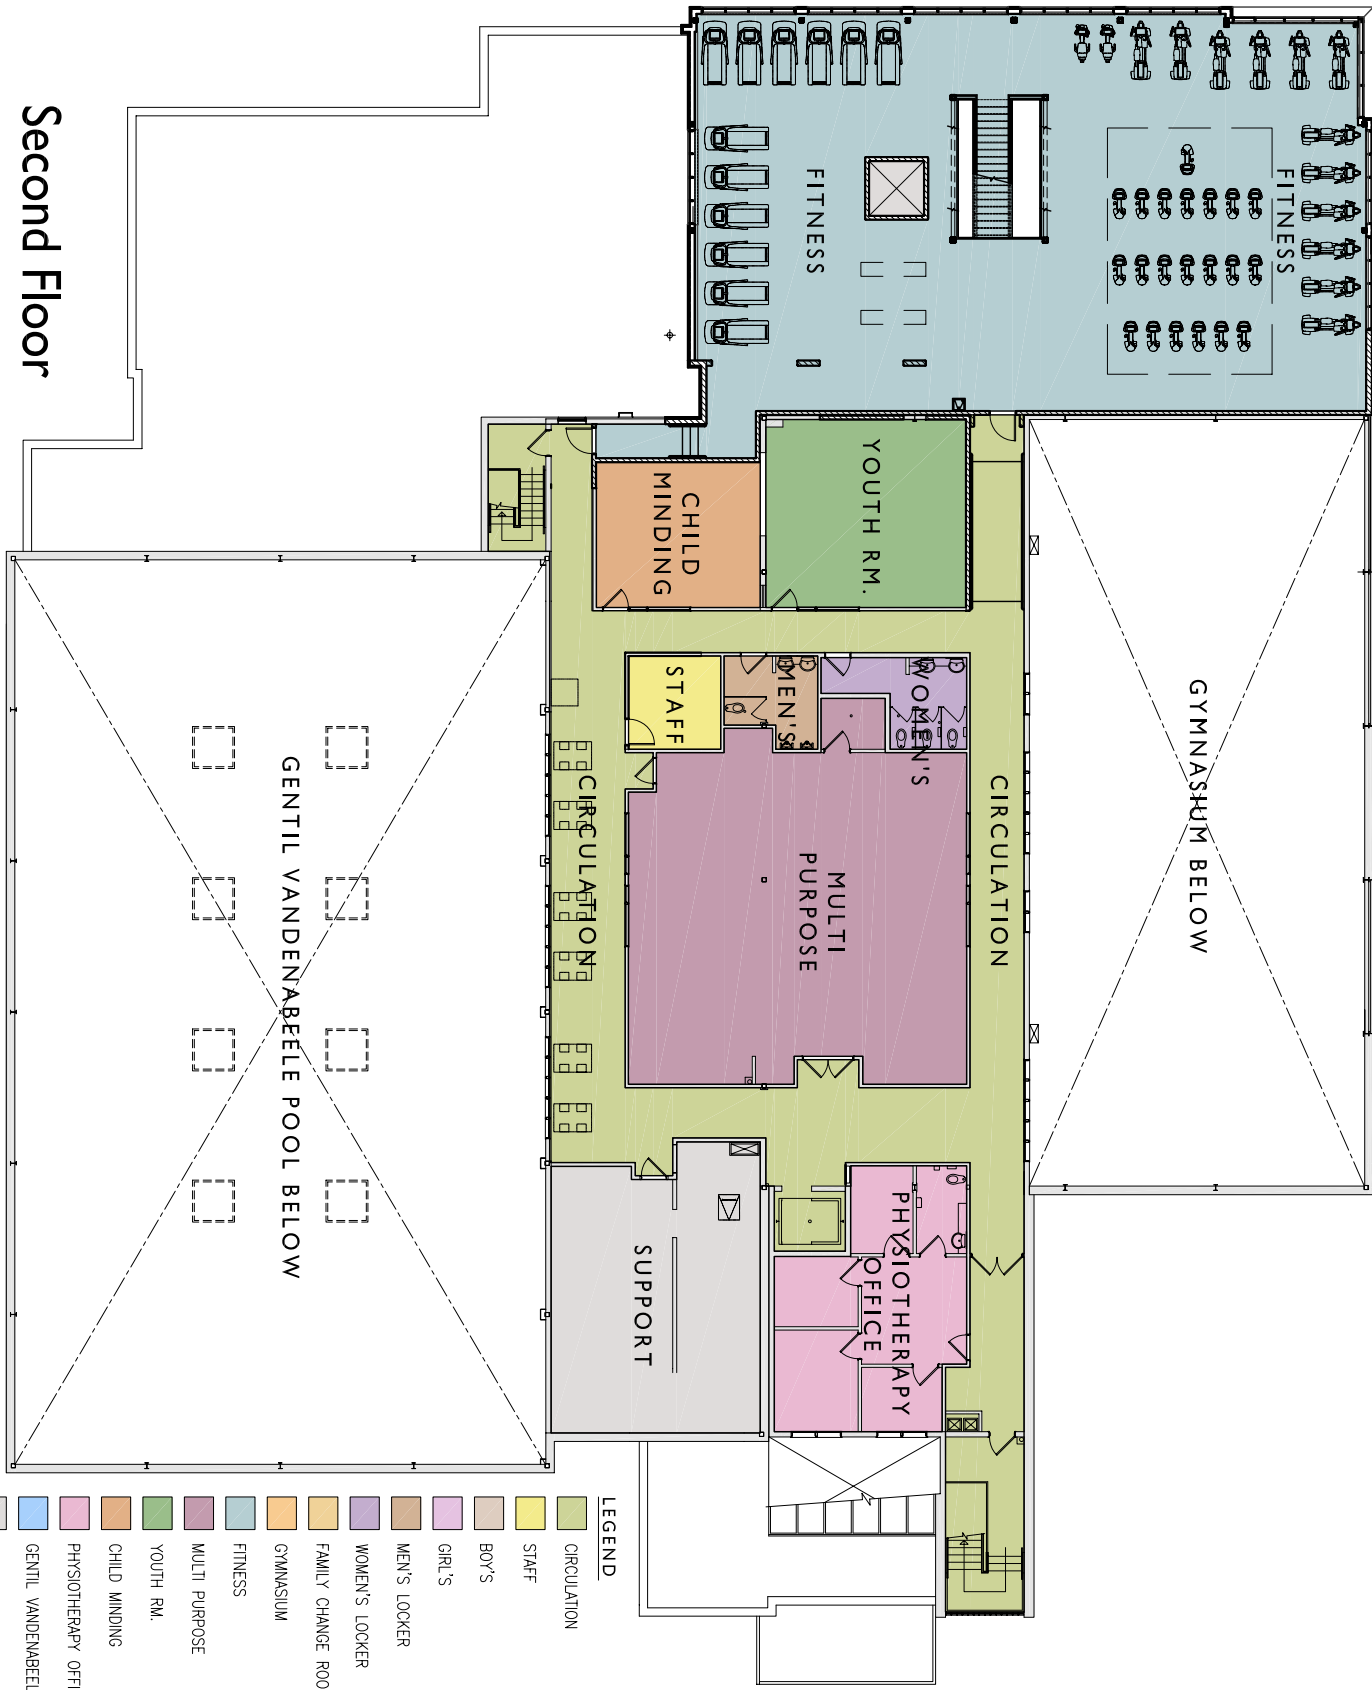 Second Floor
FITNESS
FITNESS
YOUTH RM.
CHILD
MINDING
GYMNASIUM BELOW
WOMEN'S
MEN'S
STAFF
CIRCULATION
MULTI
PURPOSE
CIRCULATION
GENTIL VANDENABEELE POOL BELOW
PHYSIOTHERAPY
OFFICE
SUPPORT
LEGEND
CIRCULATION
STAFF
BOY'S
GIRL'S
MEN'S LOCKER
WOMEN'S LOCKER
FAMILY CHANGE ROO
GYMNASIUM
FITNESS
MULTI PURPOSE
YOUTH RM.
CHILD MINDING
PHYSIOTHERAPY OFFI
GENTIL VANDENABEEL